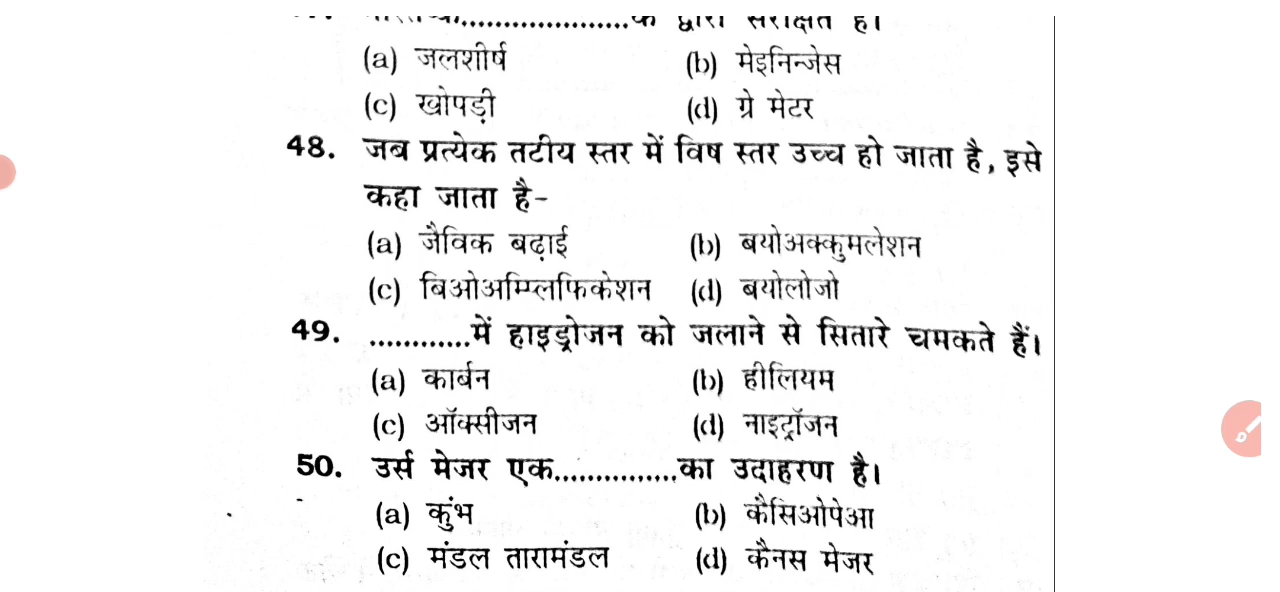 के द्वारा संरक्षित है।
(a) जलशीर्ष (b) मेइनिन्जेस
(c) खोपड़ी (d) ग्रे मेटर
48. जब प्रत्येक तटीय स्तर में विष स्तर उच्च हो जाता है, इसे
कहा जाता है-
(a) जैविक बढ़ाई (b) बयोअक्कुमलेशन
(c) बिओअम्प्लिफिकेशन (d) बयोलोजो
49. ............में हाइड्रोजन को जलाने से सितारे चमकते हैं।
(a) कार्बन (b) हीलियम
(c) ऑक्सीजन (d) नाइट्रॉजन
50. उर्स मेजर एक..............का उदाहरण है।
(a) कुंभ (b) कैसिओपेआ
(c) मंडल तारामंडल (d) कैनस मेजर